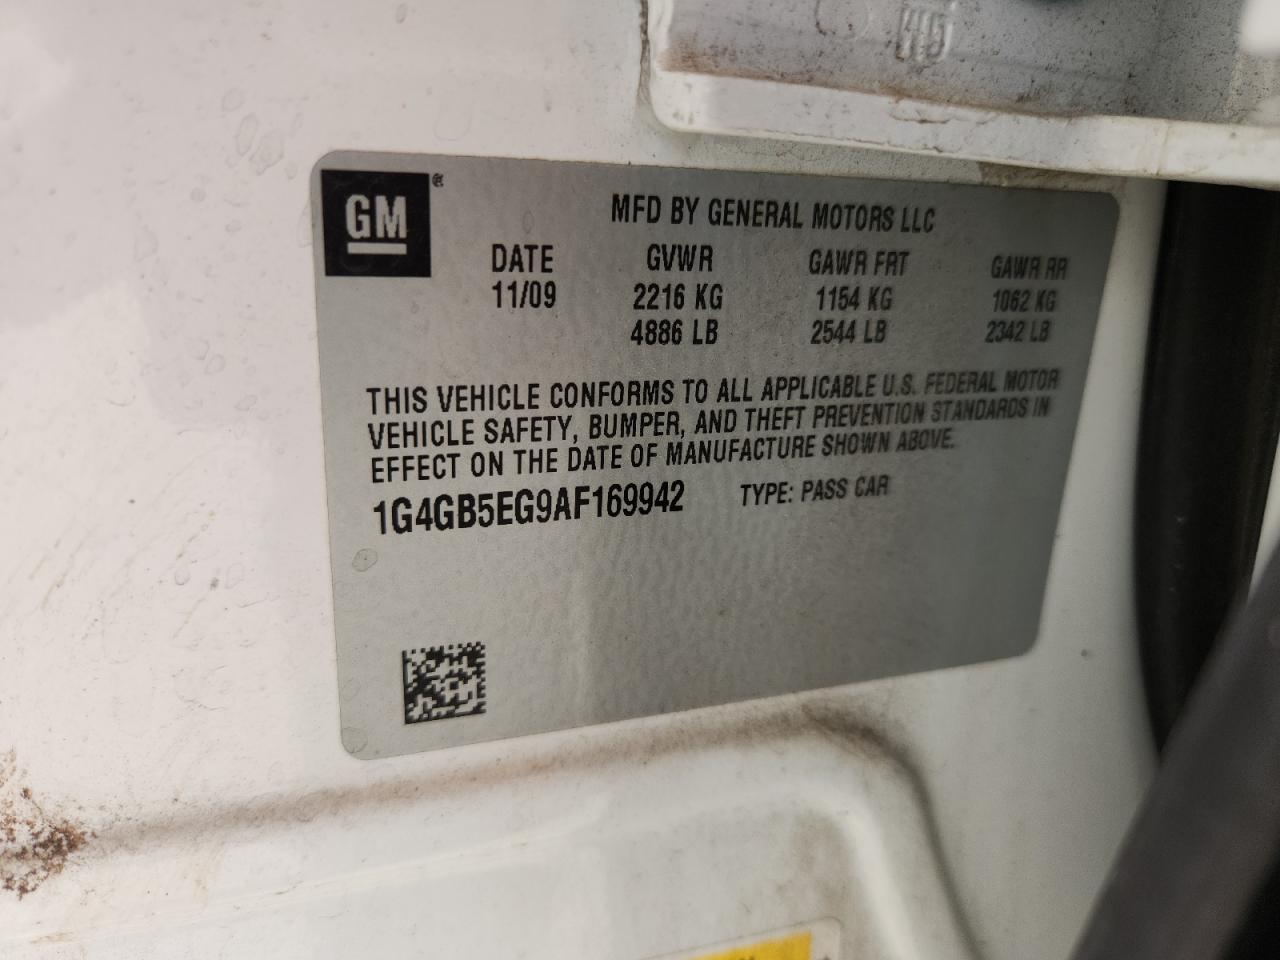 GM®
MFD BY GENERAL MOTORS LLC
DATE GVWR GAWR FRT GAWR RR
11/09 2216 KG 1154 KG 1062 KG
4886 LB 2544 LB 2342 LB
THIS VEHICLE CONFORMS TO ALL APPLICABLE U.S. FEDERAL MOTOR
VEHICLE SAFETY, BUMPER, AND THEFT PREVENTION STANDARDS IN
EFFECT ON THE DATE OF MANUFACTURE SHOWN ABOVE.
1G4GB5EG9AF169942 TYPE: PASS CAR